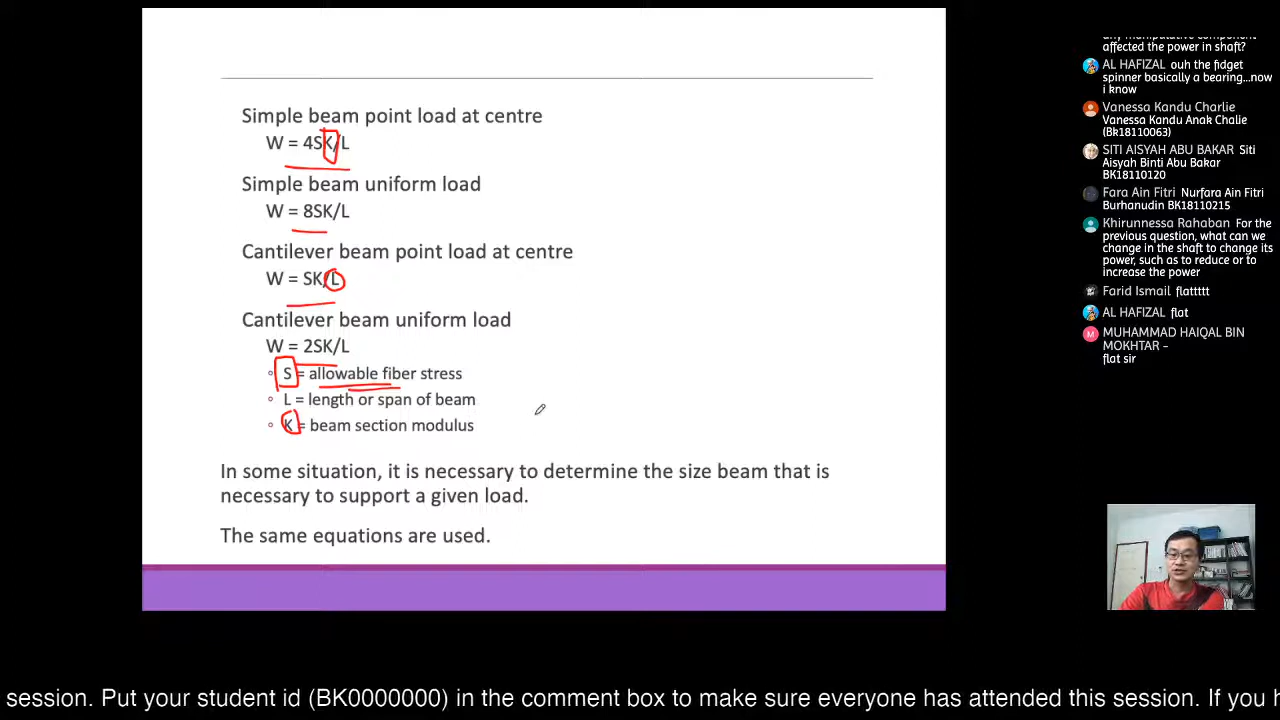 Simple beam point load at centre
W = 4SK/L
Simple beam uniform load
W = 8SK/L
Cantilever beam point load at centre
W = SK/L
Cantilever beam uniform load
W = 2SK/L
S = allowable fiber stress
L = length or span of beam
K = beam section modulus
In some situation, it is necessary to determine the size beam that is
necessary to support a given load.
The same equations are used.
any manipulative component
affected the power in shaft?
AL HAFIZAL ouh the fidget
spinner basically a bearing...now
i know
Vanessa Kandu Charlie
Vanessa Kandu Anak Chalie
(Bk18110063)
SITI AISYAH ABU BAKAR Siti
Aisyah Binti Abu Bakar
BK18110120
Fara Ain Fitri Nurfara Ain Fitri
Burhanudin BK18110215
Khirunnessa Rahaban For the
previous question, what can we
change in the shaft to change its
power, such as to reduce or to
increase the power
Farid Ismail flattttt
AL HAFIZAL flat
M MUHAMMAD HAIQAL BIN
MOKHTAR -
flat sir
session. Put your student id (BK0000000) in the comment box to make sure everyone has attended this session. If you h